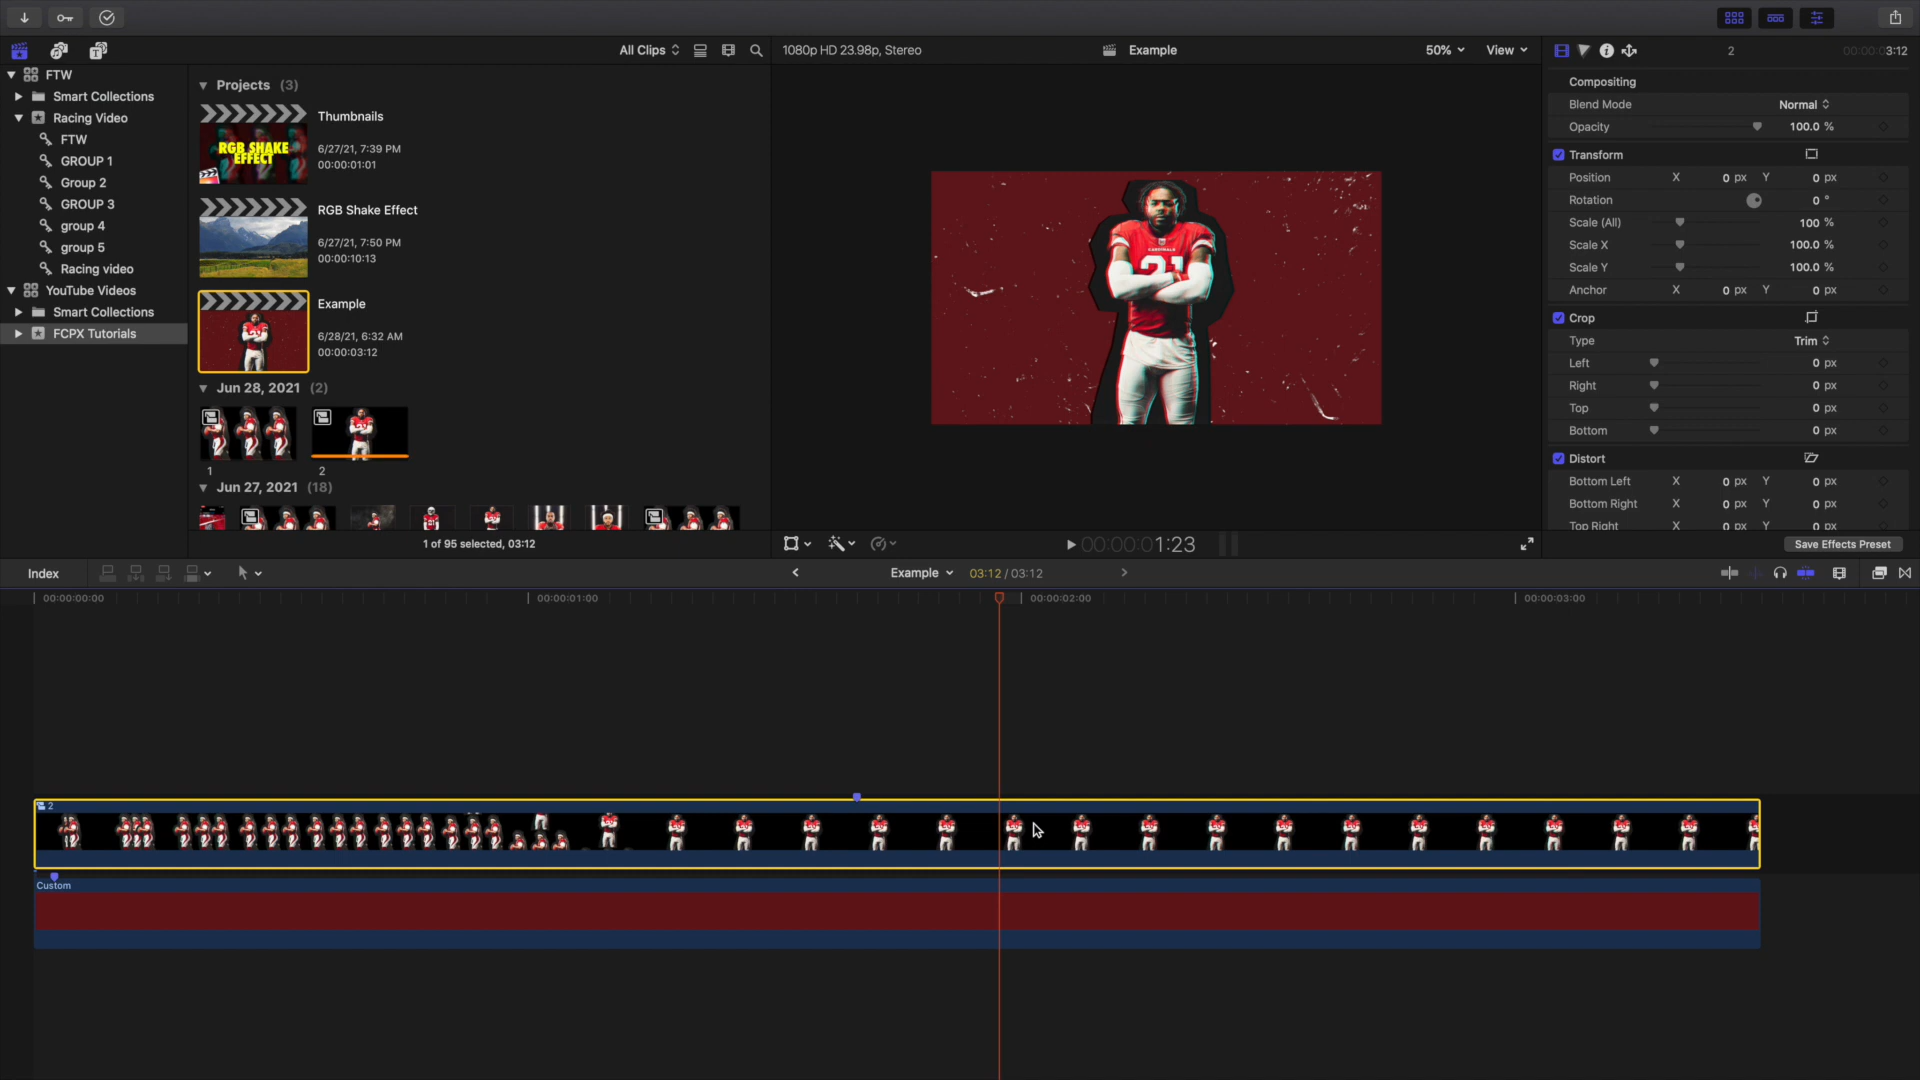 All Clips
1080p HD 23.98p, Stereo
Example
50%
View
2
00:00:03:12
FTW
Smart Collections
Racing Video
FTW
GROUP 1
Group 2
GROUP 3
group 4
group 5
Racing video
YouTube Videos
Smart Collections
FCPX Tutorials
Projects (3)
RGB SHAKE
EFFECT
Thumbnails
6/27/21, 7:39 PM
00:00:01:01
RGB Shake Effect
6/27/21, 7:50 PM
00:00:10:13
Example
6/28/21, 6:32 AM
00:00:03:12
Jun 28, 2021 (2)
1
2
Jun 27, 2021 (18)
1 of 95 selected, 03:12
CARDINALS
21
00:00:01:23
Compositing
Blend Mode Normal
Opacity 100.0 %
Transform
Position X 0 px Y 0 px
Rotation 0 °
Scale (All) 100 %
Scale X 100.0 %
Scale Y 100.0 %
Anchor X 0 px Y 0 px
Crop
Type Trim
Left 0 px
Right 0 px
Top 0 px
Bottom 0 px
Distort
Bottom Left X 0 px Y 0 px
Bottom Right X 0 px Y 0 px
Top Right X 0 px Y 0 px
Save Effects Preset
Index
Example 03:12 / 03:12
00:00:00:00
00:00:01:00
00:00:02:00
00:00:03:00
2
Custom